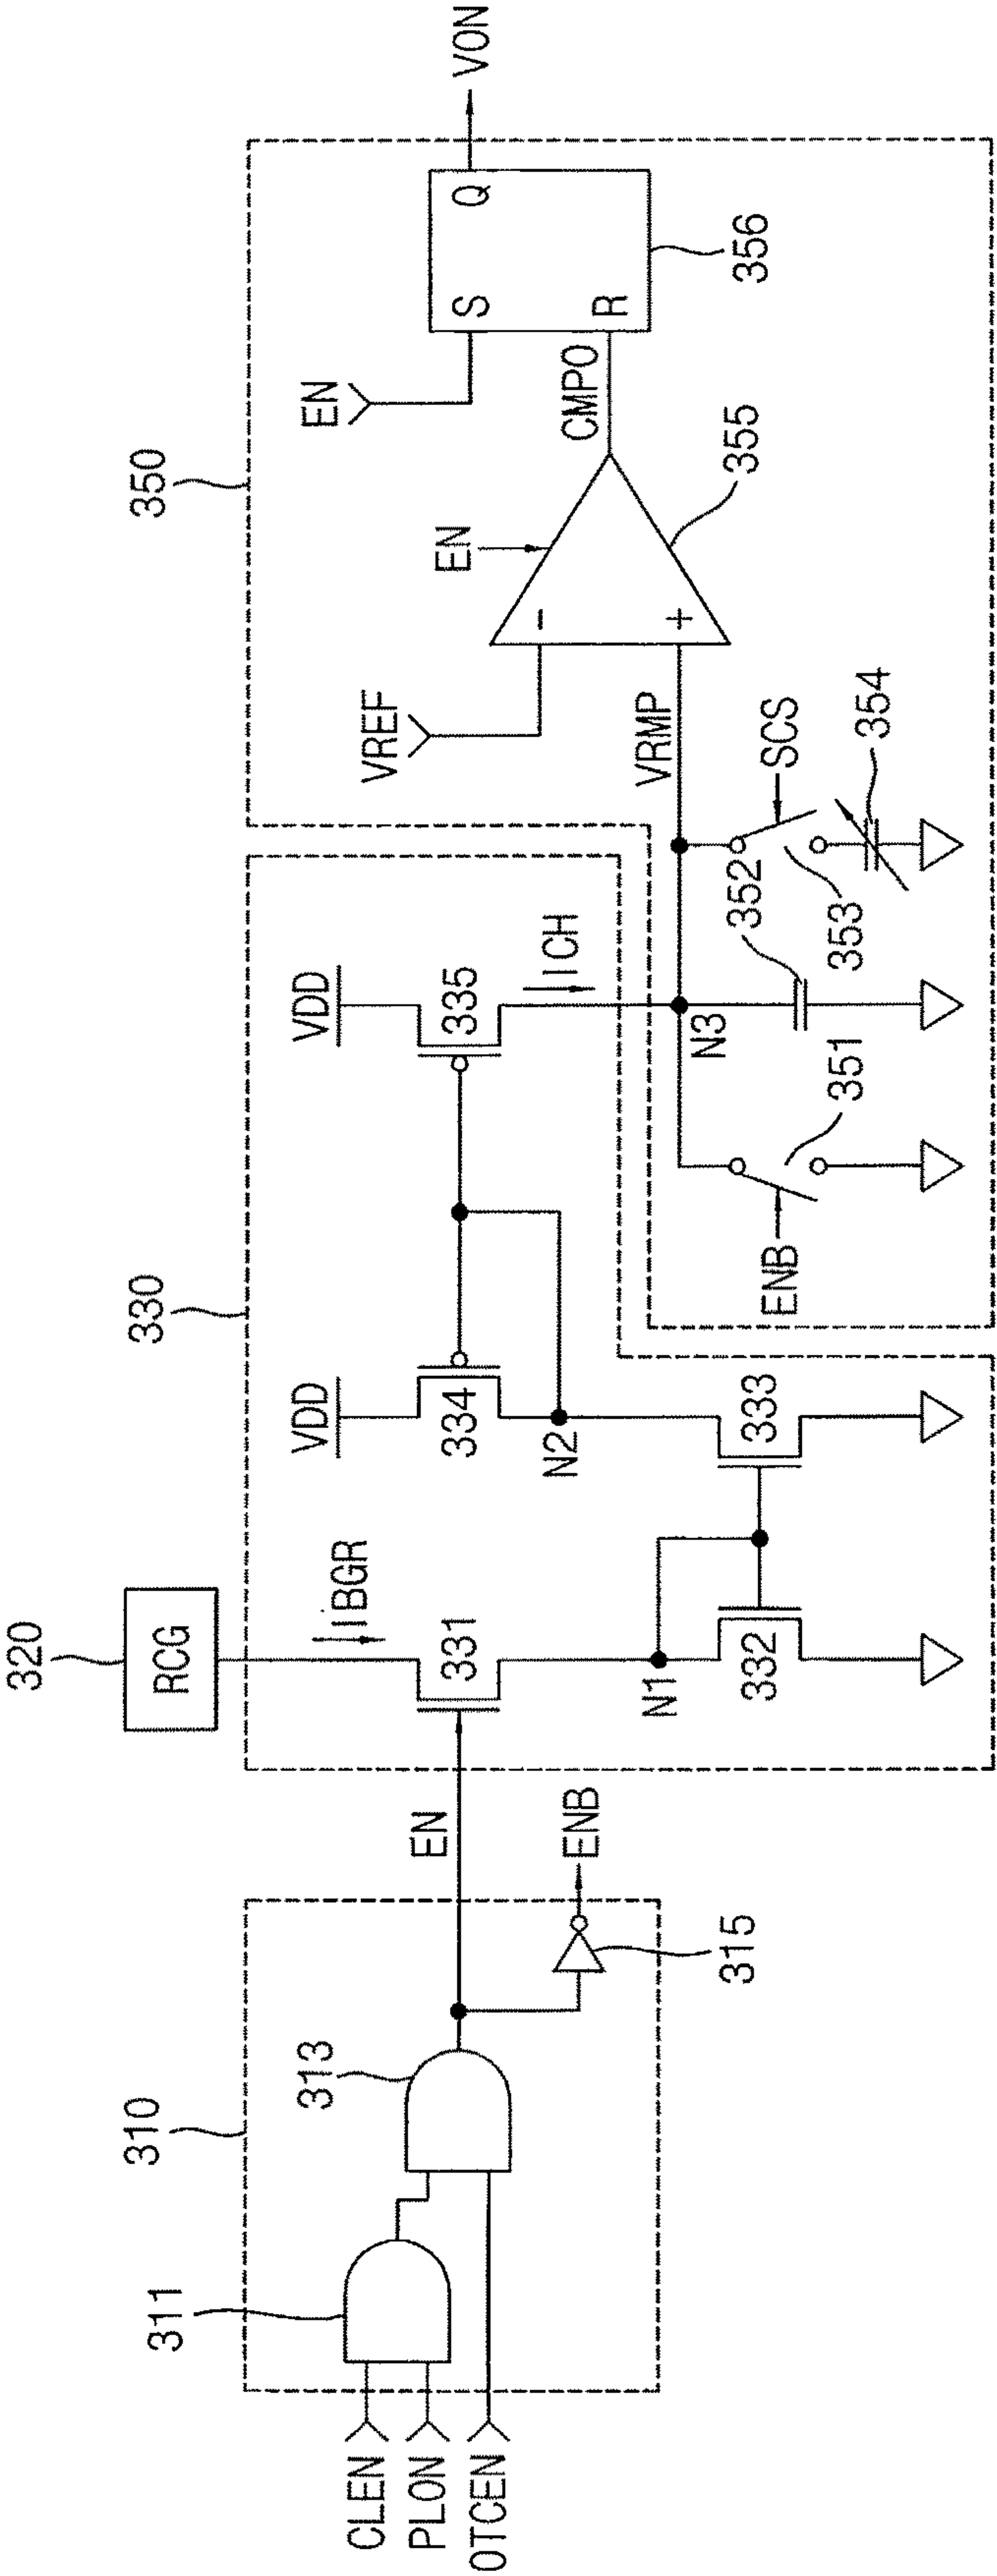 310
311
313
CLEN
PLON
OTCEN
315
EN
ENB
320
RCG
IBGR
330
331
N1
332
VDD
334
N2
333
VDD
335
ICH
N3
ENB
351
352
353
SCS
354
350
VREF
VRMP
-
+
EN
355
CMPO
EN
S
R
Q
356
VON